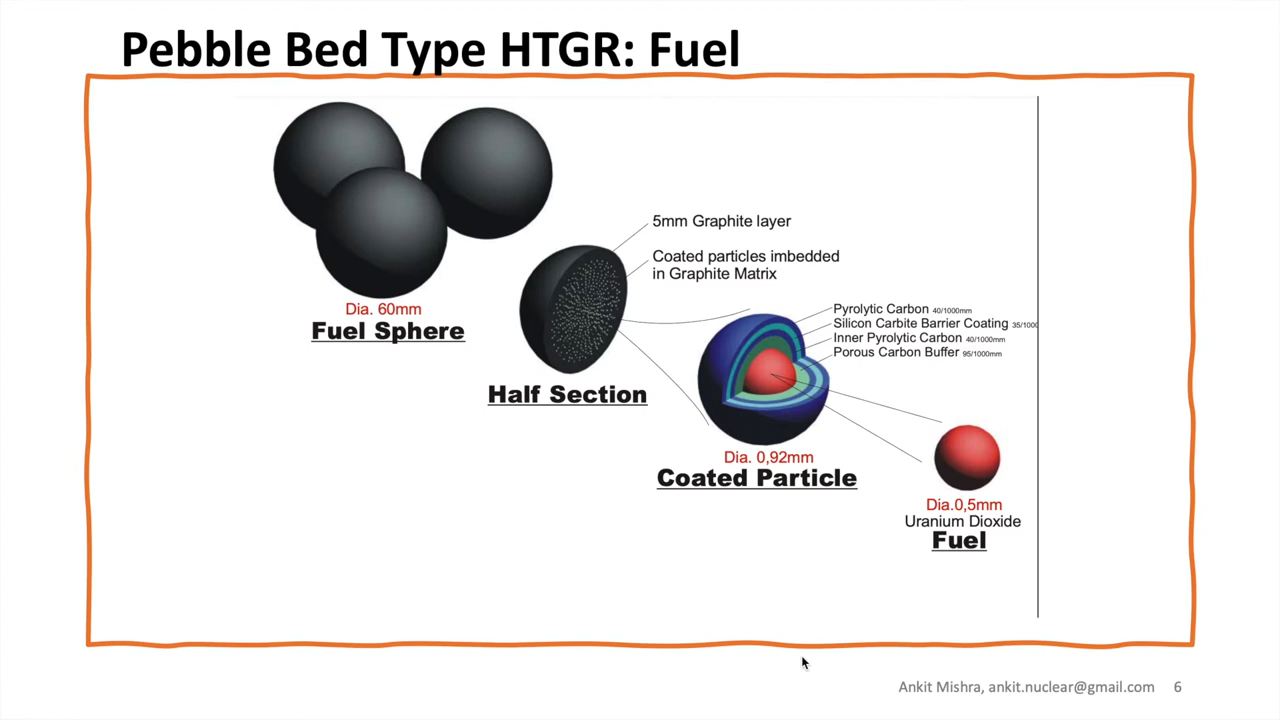 Pebble Bed Type HTGR: Fuel
5mm Graphite layer
Coated particles imbedded
in Graphite Matrix
Dia. 60mm
Fuel Sphere
Half Section
Pyrolytic Carbon 40/1000mm
Silicon Carbite Barrier Coating 35/1000
Inner Pyrolytic Carbon 40/1000mm
Porous Carbon Buffer 95/1000mm
Dia. 0,92mm
Coated Particle
Dia.0,5mm
Uranium Dioxide
Fuel
Ankit Mishra, ankit.nuclear@gmail.com 6